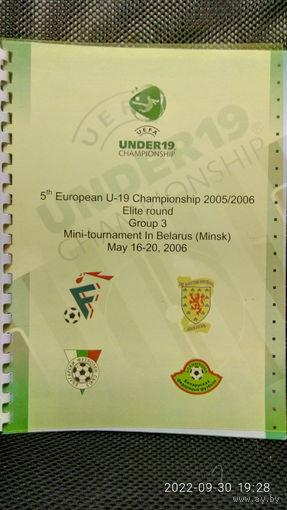 UEFA
UNDER19
CHAMPIONSHIP
5th European U-19 Championship 2005/2006
Elite round
Group 3
Mini-tournament In Belarus (Minsk)
May 16-20, 2006
2022-09-30 19:28
www.ay.by